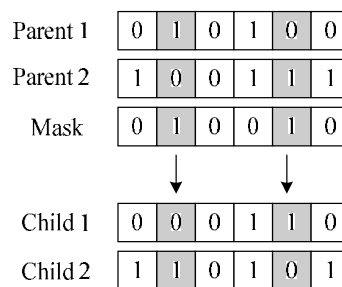 Parent 1 0 1 0 1 0 0
Parent 2 1 0 0 1 1 1
Mask 0 1 0 0 1 0
Child 1 0 0 0 1 1 0
Child 2 1 1 0 1 0 1